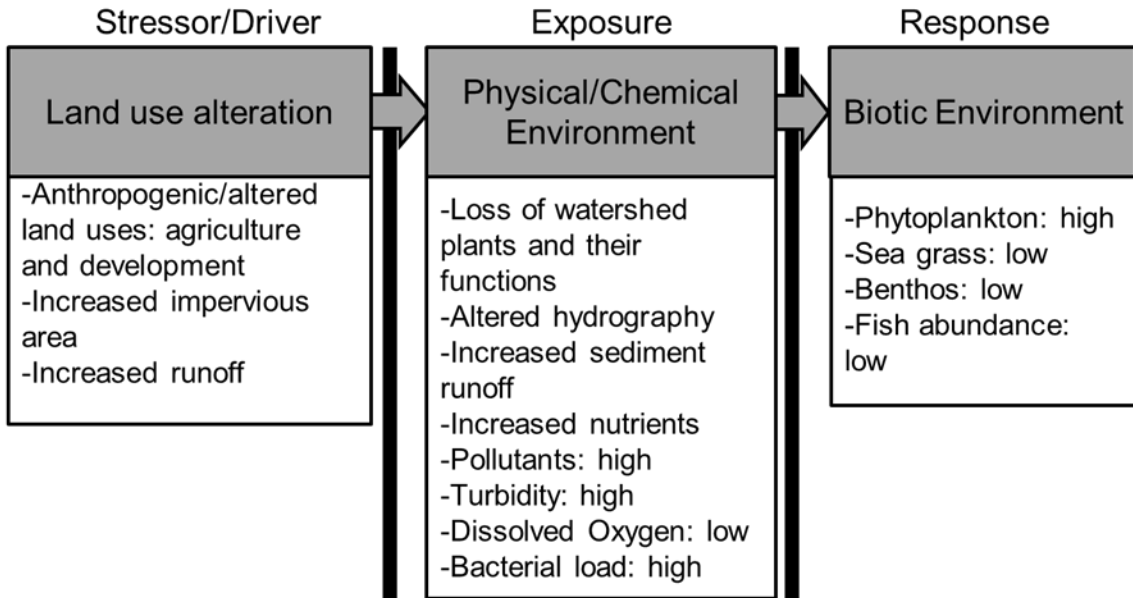 Stressor/Driver
Land use alteration
-Anthropogenic/altered
land uses: agriculture
and development
-Increased impervious
area
-Increased runoff
Exposure
Physical/Chemical
Environment
-Loss of watershed
plants and their
functions
-Altered hydrography
-Increased sediment
runoff
-Increased nutrients
-Pollutants: high
-Turbidity: high
-Dissolved Oxygen: low
-Bacterial load: high
Response
Biotic Environment
-Phytoplankton: high
-Sea grass: low
-Benthos: low
-Fish abundance:
low